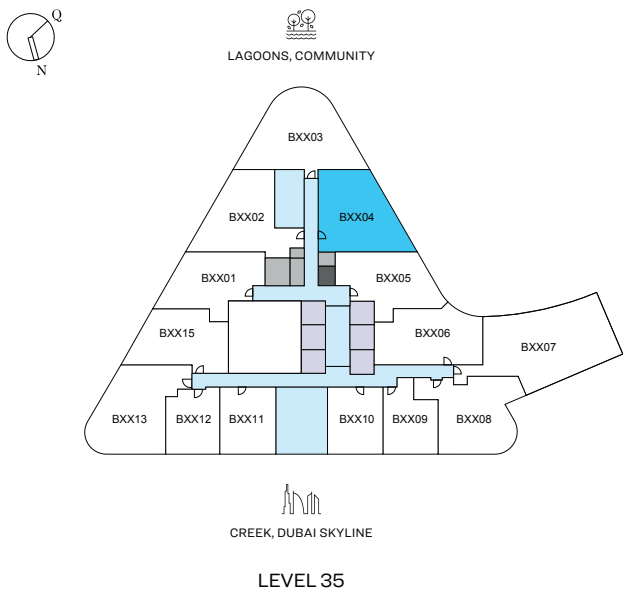 Q
N
LAGOONS, COMMUNITY
BXX03
BXX02
BXX04
BXX01
BXX05
BXX15
BXX06
BXX07
BXX13
BXX12
BXX11
BXX10
BXX09
BXX08
CREEK, DUBAI SKYLINE
LEVEL 35